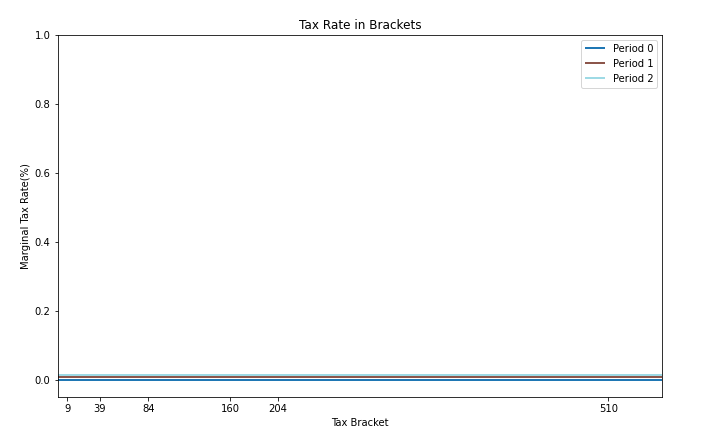 Tax Rate in Brackets
1.0
0.8
0.6
0.4
0.2
0.0
Marginal Tax Rate(%)
Period 0
Period 1
Period 2
9 39 84 160 204 510
Tax Bracket